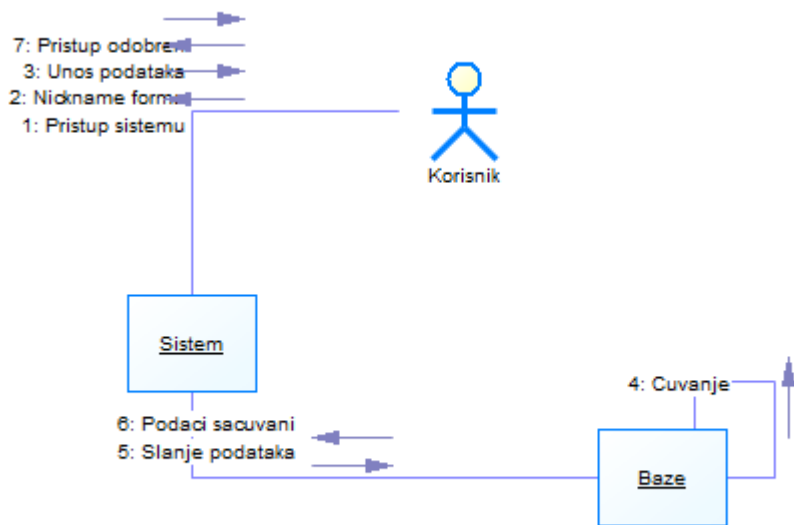 7: Pristup odobren
3: Unos podataka
2: Nickname forma
1: Pristup sistemu
Korisnik
Sistem
4: Cuvanje
6: Podaci sacuvani
5: Slanje podataka
Baze